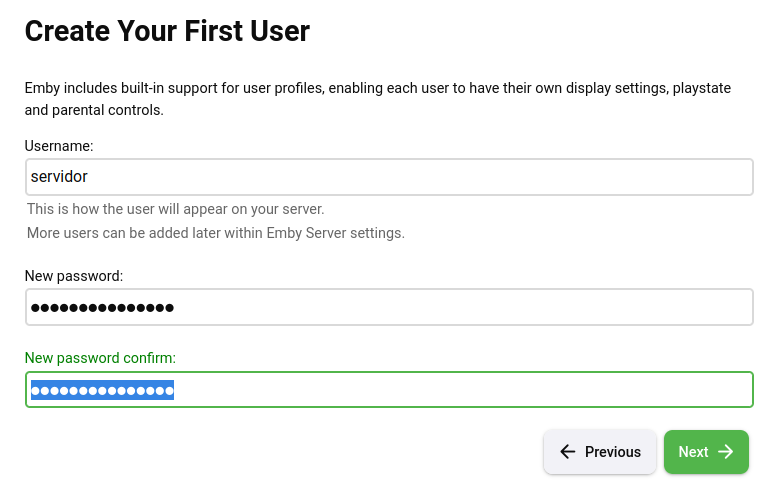 Create Your First User
Emby includes built-in support for user profiles, enabling each user to have their own display settings, playstate
and parental controls.
Username:
servidor
This is how the user will appear on your server.
More users can be added later within Emby Server settings.
New password:
●●●●●●●●●●●●●●●
New password confirm:
●●●●●●●●●●●●●●●
Previous
Next